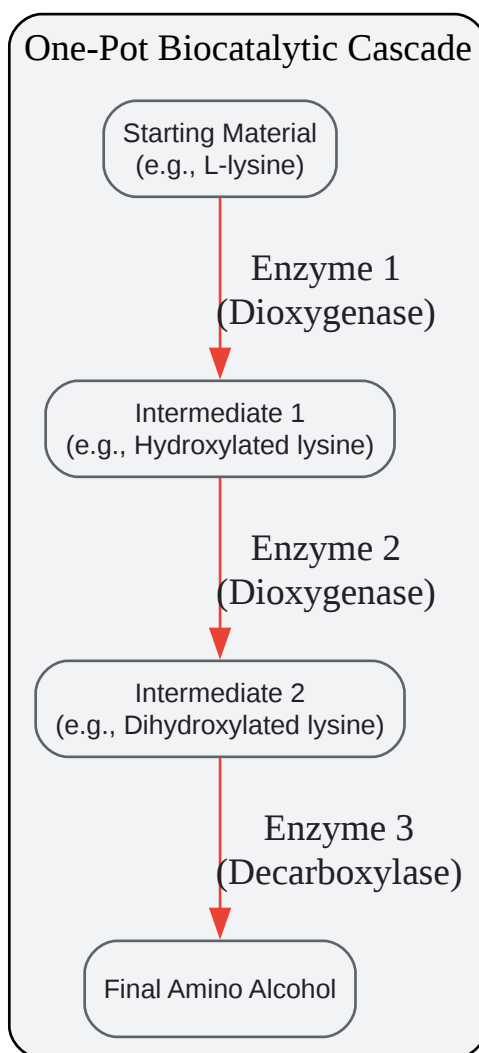 One-Pot Biocatalytic Cascade
Starting Material
(e.g., L-lysine)
Enzyme 1
(Dioxygenase)
Intermediate 1
(e.g., Hydroxylated lysine)
Enzyme 2
(Dioxygenase)
Intermediate 2
(e.g., Dihydroxylated lysine)
Enzyme 3
(Decarboxylase)
Final Amino Alcohol